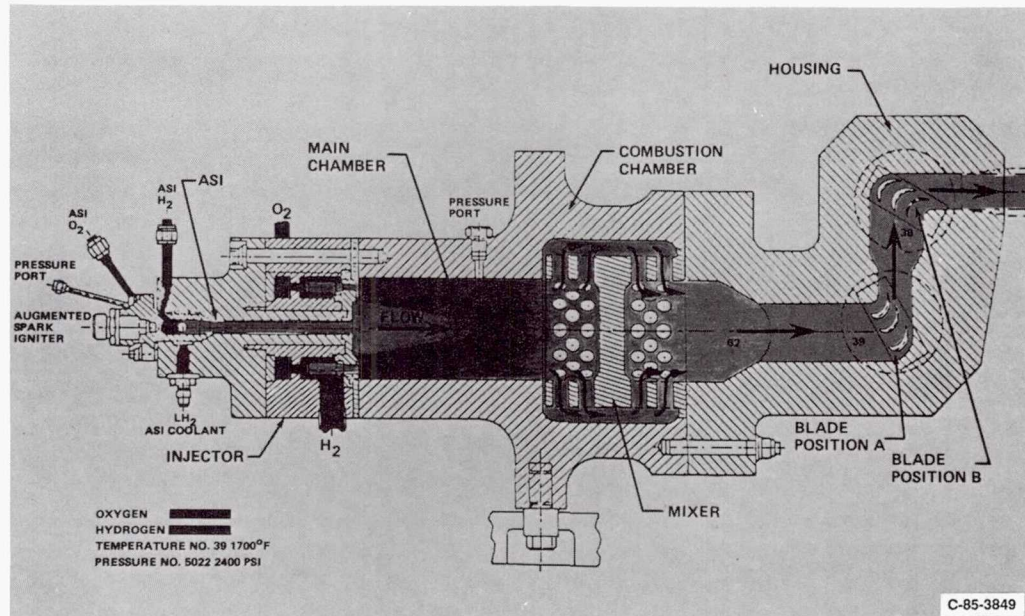 HOUSING
MAIN
CHAMBER
COMBUSTION
CHAMBER
ASI
H2
ASI
ASI
O2
O2
PRESSURE
PORT
PRESSURE
PORT
AUGMENTED
SPARK
IGNITER
FLOW
38
62
39
LH2
ASI COOLANT
INJECTOR
H2
BLADE
POSITION A
BLADE
POSITION B
MIXER
OXYGEN
HYDROGEN
TEMPERATURE NO. 39 1700°F
PRESSURE NO. 5022 2400 PSI
C-85-3849